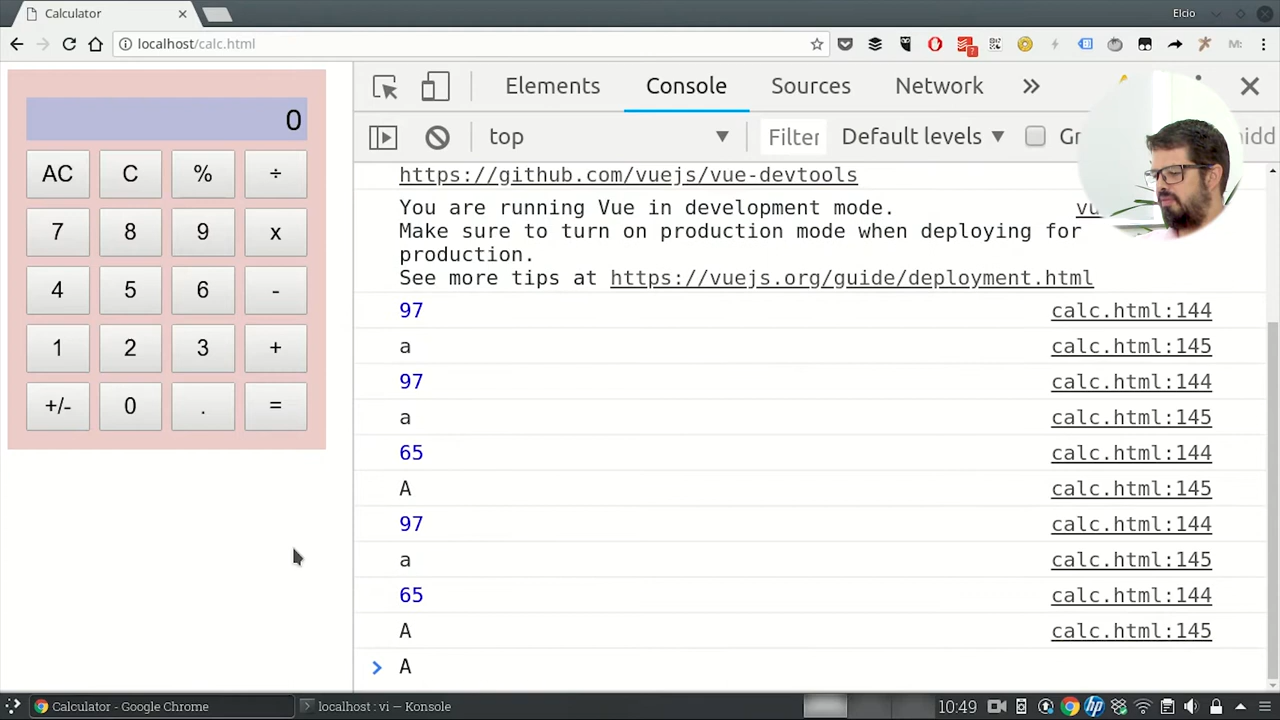 Calculator
Elcio
localhost/calc.html
?
M:
0
AC C % ÷
7 8 9 x
4 5 6 -
1 2 3 +
+/- 0 . =
Elements Console Sources Network »
top Filter Default levels
https://github.com/vuejs/vue-devtools
You are running Vue in development mode.
Make sure to turn on production mode when deploying for
production.
See more tips at https://vuejs.org/guide/deployment.html
97 calc.html:144
a calc.html:145
97 calc.html:144
a calc.html:145
65 calc.html:144
A calc.html:145
97 calc.html:144
a calc.html:145
65 calc.html:144
A calc.html:145
> A
Calculator - Google Chrome
localhost : vi — Konsole
hp
10:49